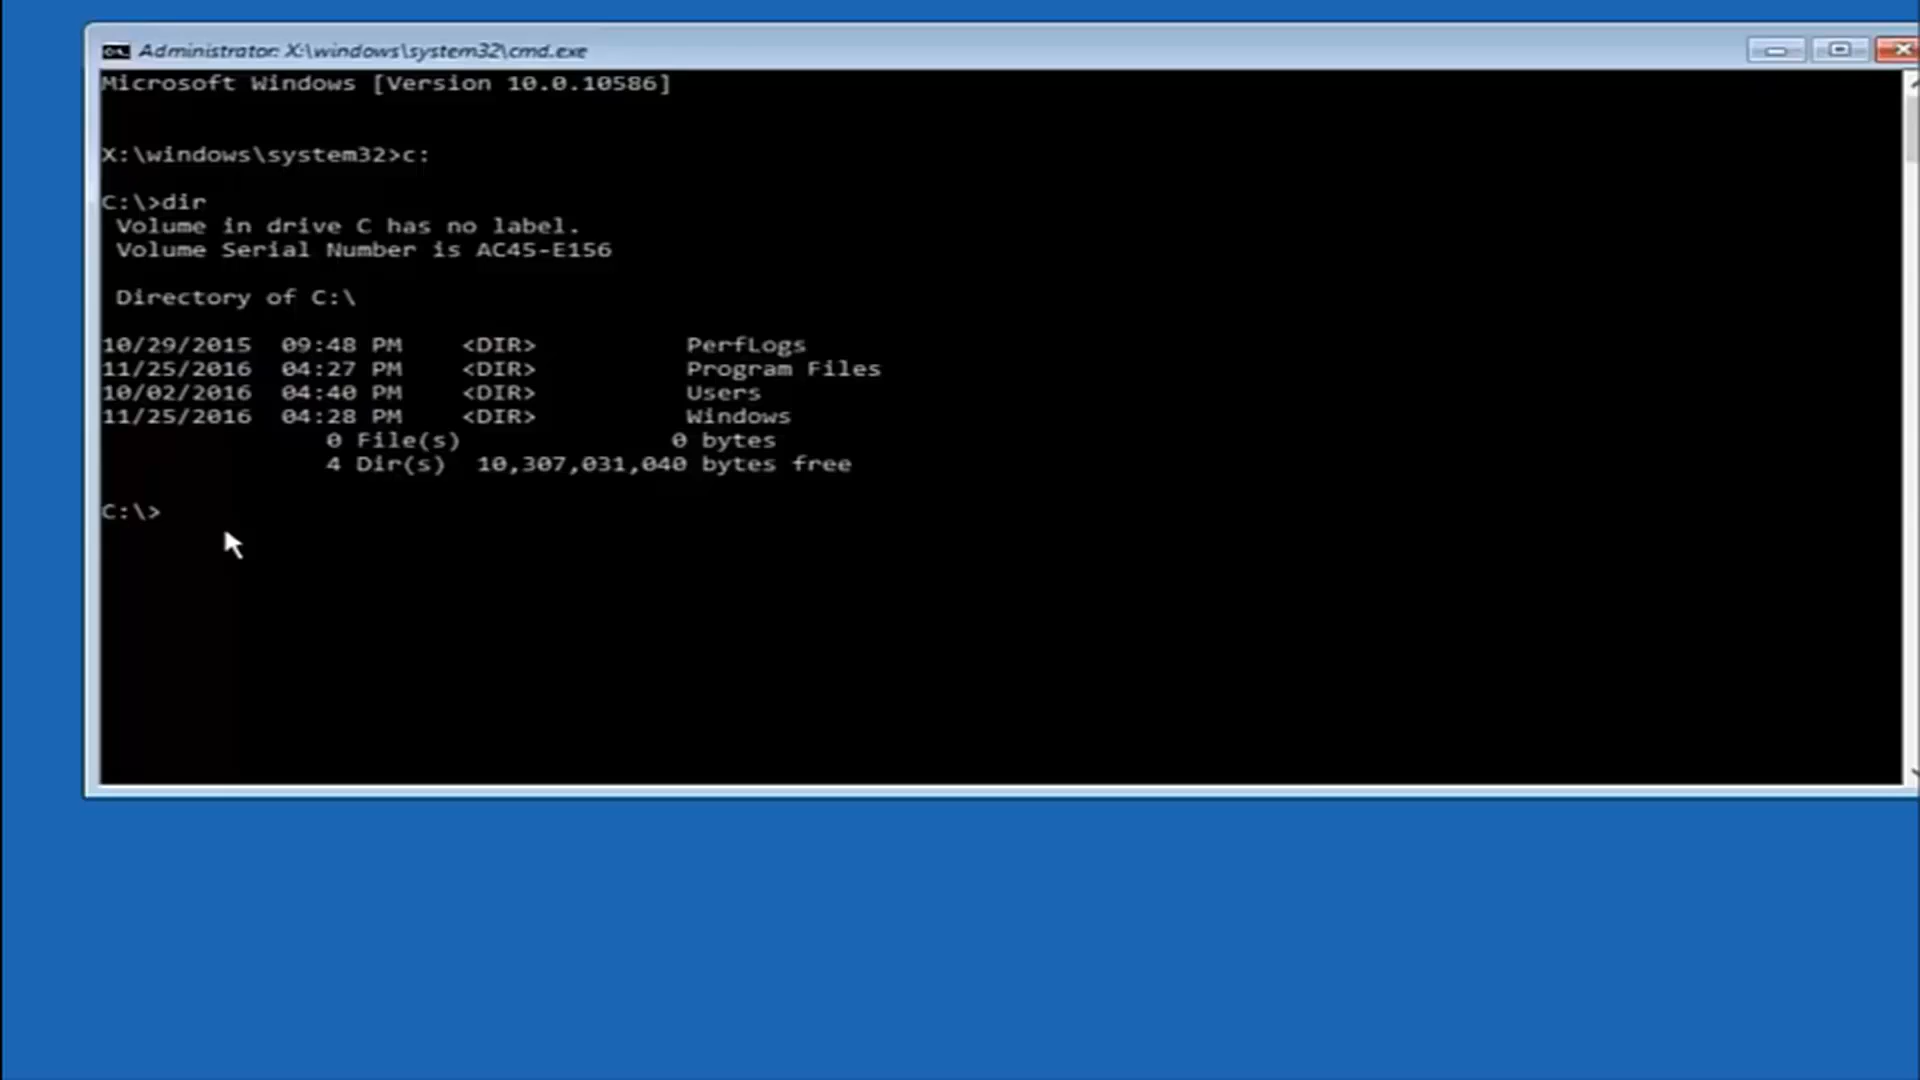 Administrator: X:\windows\system32\cmd.exe
Microsoft Windows [Version 10.0.10586]
X:\windows\system32>c:
C:\>dir
Volume in drive C has no label.
Volume Serial Number is AC45-E156
Directory of C:\
10/29/2015  09:48 PM    <DIR>          PerfLogs
11/25/2016  04:27 PM    <DIR>          Program Files
10/02/2016  04:40 PM    <DIR>          Users
11/25/2016  04:28 PM    <DIR>          Windows
0 File(s)              0 bytes
4 Dir(s)  10,307,031,040 bytes free
C:\>